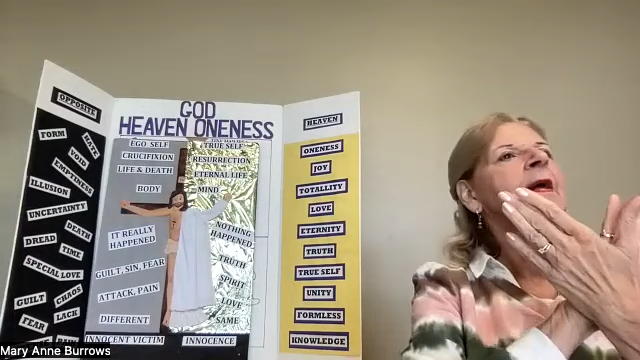 OPPOSITE
FORM
HATE
VOID
EMPTINESS
ILLUSION
UNCERTAINTY
DEATH
DREAD
TIME
SPECIAL LOVE
GUILT
CHAOS
LACK
FEAR
GOD
HEAVEN ONENESS
EGO SELF
CRUCIFIXION
LIFE & DEATH
BODY
IT REALLY
HAPPENED
GUILT, SIN, FEAR
ATTACK, PAIN
DIFFERENT
INNOCENT VICTIM
TRUE SELF
RESURRECTION
ETERNAL LIFE
MIND
NOTHING
HAPPENED
TRUTH
SPIRIT
LOVE
SAME
INNOCENCE
HEAVEN
ONENESS
JOY
TOTALLITY
LOVE
ETERNITY
TRUTH
TRUE SELF
UNITY
FORMLESS
KNOWLEDGE
Mary Anne Burrows